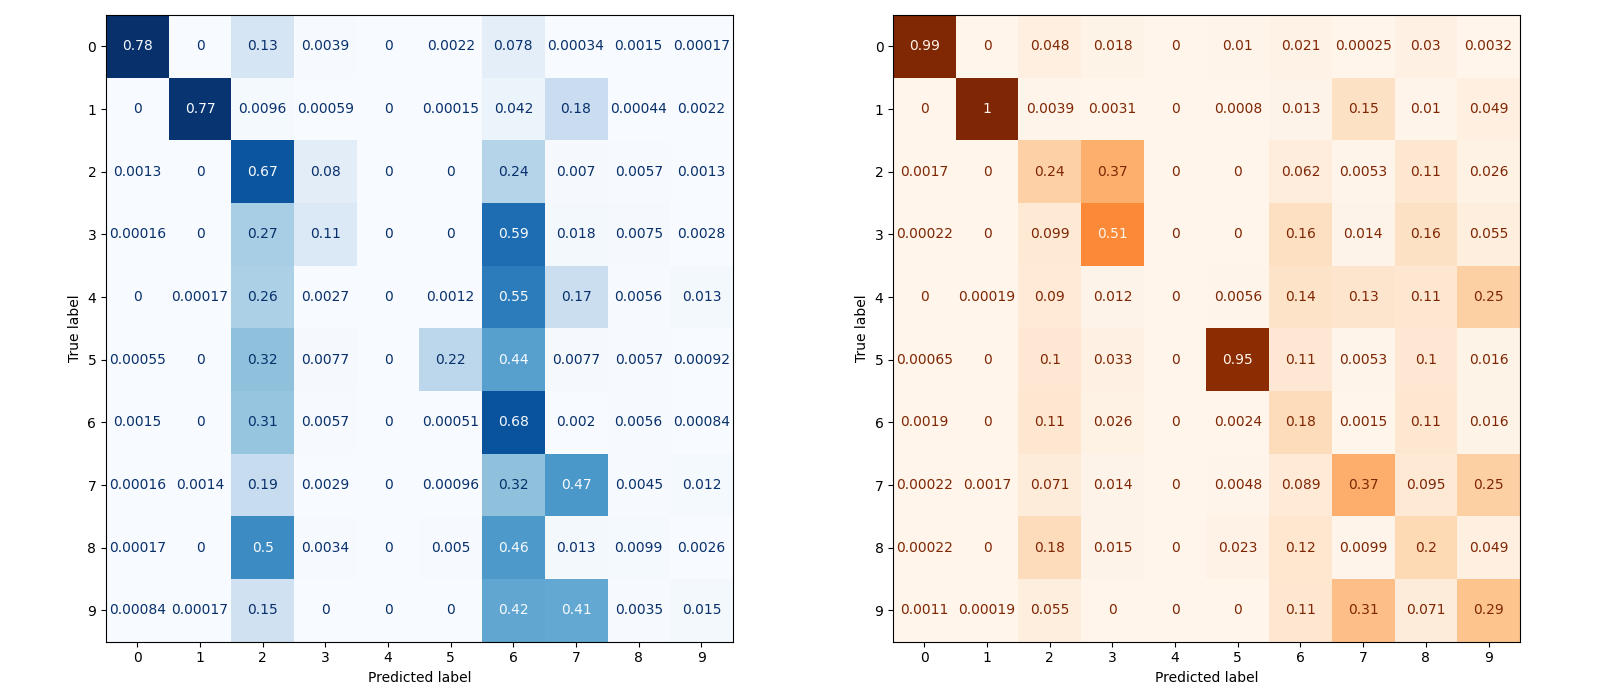 0 0.78 0 0.13 0.0039 0 0.0022 0.078 0.00034 0.0015 0.00017
1 0 0.77 0.0096 0.00059 0 0.00015 0.042 0.18 0.00044 0.0022
2 0.0013 0 0.67 0.08 0 0 0.24 0.007 0.0057 0.0013
3 0.00016 0 0.27 0.11 0 0 0.59 0.018 0.0075 0.0028
4 0 0.00017 0.26 0.0027 0 0.0012 0.55 0.17 0.0056 0.013
5 0.00055 0 0.32 0.0077 0 0.22 0.44 0.0077 0.0057 0.00092
6 0.0015 0 0.31 0.0057 0 0.00051 0.68 0.002 0.0056 0.00084
7 0.00016 0.0014 0.19 0.0029 0 0.00096 0.32 0.47 0.0045 0.012
8 0.00017 0 0.5 0.0034 0 0.005 0.46 0.013 0.0099 0.0026
9 0.00084 0.00017 0.15 0 0 0 0.42 0.41 0.0035 0.015
0 1 2 3 4 5 6 7 8 9
Predicted label
True label
0 0.99 0 0.048 0.018 0 0.01 0.021 0.00025 0.03 0.0032
1 0 1 0.0039 0.0031 0 0.0008 0.013 0.15 0.01 0.049
2 0.0017 0 0.24 0.37 0 0 0.062 0.0053 0.11 0.026
3 0.00022 0 0.099 0.51 0 0 0.16 0.014 0.16 0.055
4 0 0.00019 0.09 0.012 0 0.0056 0.14 0.13 0.11 0.25
5 0.00065 0 0.1 0.033 0 0.95 0.11 0.0053 0.1 0.016
6 0.0019 0 0.11 0.026 0 0.0024 0.18 0.0015 0.11 0.016
7 0.00022 0.0017 0.071 0.014 0 0.0048 0.089 0.37 0.095 0.25
8 0.00022 0 0.18 0.015 0 0.023 0.12 0.0099 0.2 0.049
9 0.0011 0.00019 0.055 0 0 0 0.11 0.31 0.071 0.29
0 1 2 3 4 5 6 7 8 9
Predicted label
True label